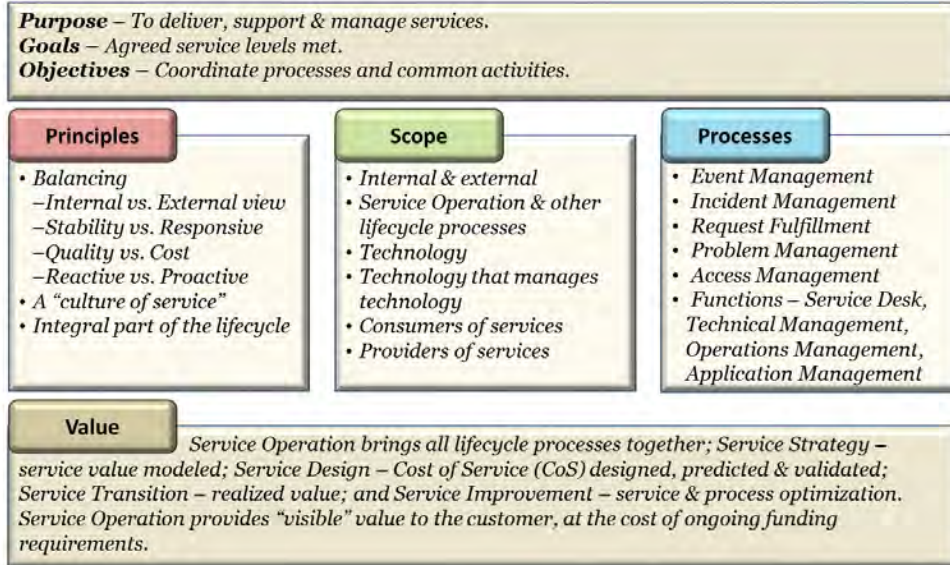 Purpose – To deliver, support & manage services.
Goals – Agreed service levels met.
Objectives – Coordinate processes and common activities.
Principles
• Balancing
–Internal vs. External view
–Stability vs. Responsive
–Quality vs. Cost
–Reactive vs. Proactive
• A “culture of service”
• Integral part of the lifecycle
Scope
• Internal & external
• Service Operation & other
lifecycle processes
• Technology
• Technology that manages
technology
• Consumers of services
• Providers of services
Processes
• Event Management
• Incident Management
• Request Fulfillment
• Problem Management
• Access Management
• Functions – Service Desk,
Technical Management,
Operations Management,
Application Management
Value
Service Operation brings all lifecycle processes together; Service Strategy –
service value modeled; Service Design – Cost of Service (CoS) designed, predicted & validated;
Service Transition – realized value; and Service Improvement – service & process optimization.
Service Operation provides “visible” value to the customer, at the cost of ongoing funding
requirements.